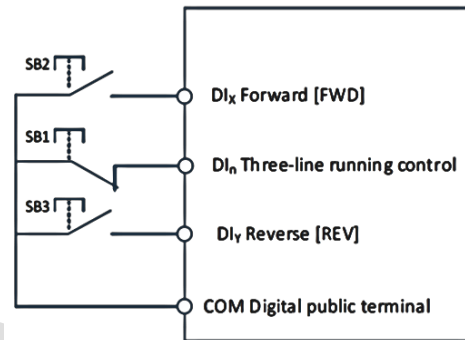 SB2
DIX Forward [FWD]
SB1
DIn Three-line running control
SB3
DIY Reverse [REV]
COM Digital public terminal